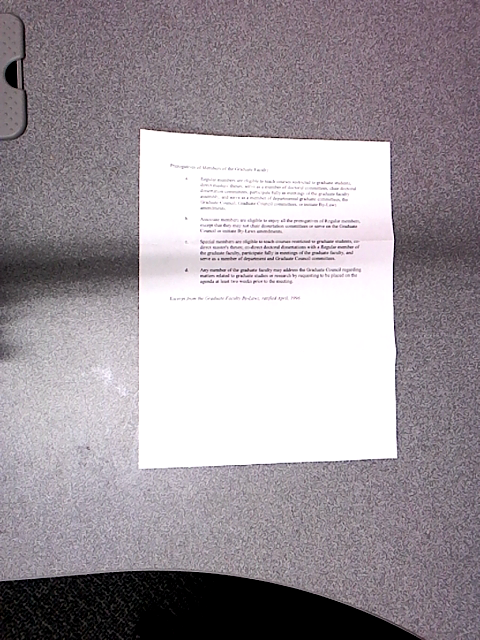 Prerogatives of Members of the Graduate Faculty
a. Regular members are eligible to teach courses restricted to graduate students,
direct master's theses, serve as a member of doctoral committees, chair doctoral
dissertation committees, participate fully in meetings of the graduate faculty
and serve as a member of departmental graduate committees, the
Graduate Council, Graduate Council committees, or initiate By-Laws
amendments.
b. Associate members are eligible to enjoy all the prerogatives of Regular members,
except that they may not chair dissertation committees or serve on the Graduate
Council or initiate By-Laws amendments.
c. Special members are eligible to teach courses restricted to graduate students, co-
direct master's theses, co-direct doctoral dissertations with a Regular member of
the graduate faculty, participate fully in meetings of the graduate faculty, and
serve as a member of department and Graduate Council committees.
d. Any member of the graduate faculty may address the Graduate Council regarding
matters related to graduate studies or research by requesting to be placed on the
agenda at least two weeks prior to the meeting.
Excerpt from the Graduate Faculty By-Laws, ratified April,